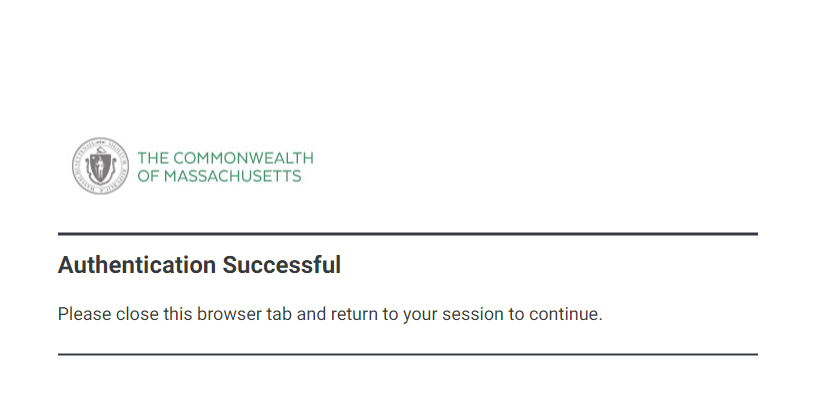 THE COMMONWEALTH
OF MASSACHUSETTS
Authentication Successful
Please close this browser tab and return to your session to continue.